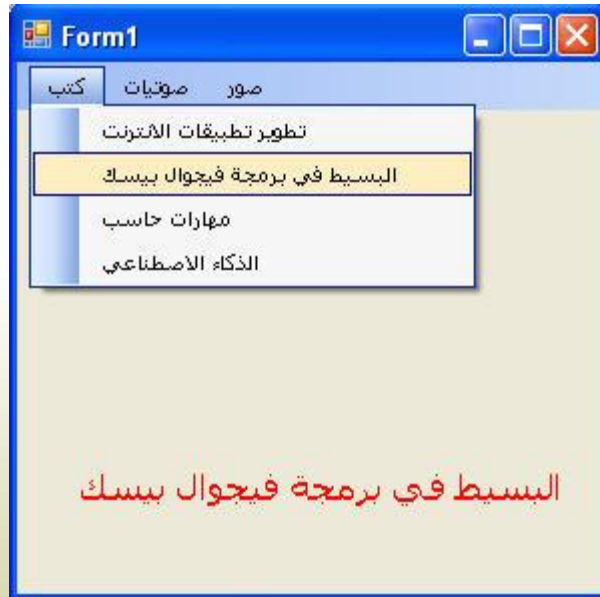 Form1
كتب صوتيات صور
تطوير تطبيقات الانترنت
البسيط في برمجة فيجوال بيسك
مهارات حاسب
الذكاء الاصطناعي
البسيط في برمجة فيجوال بيسك